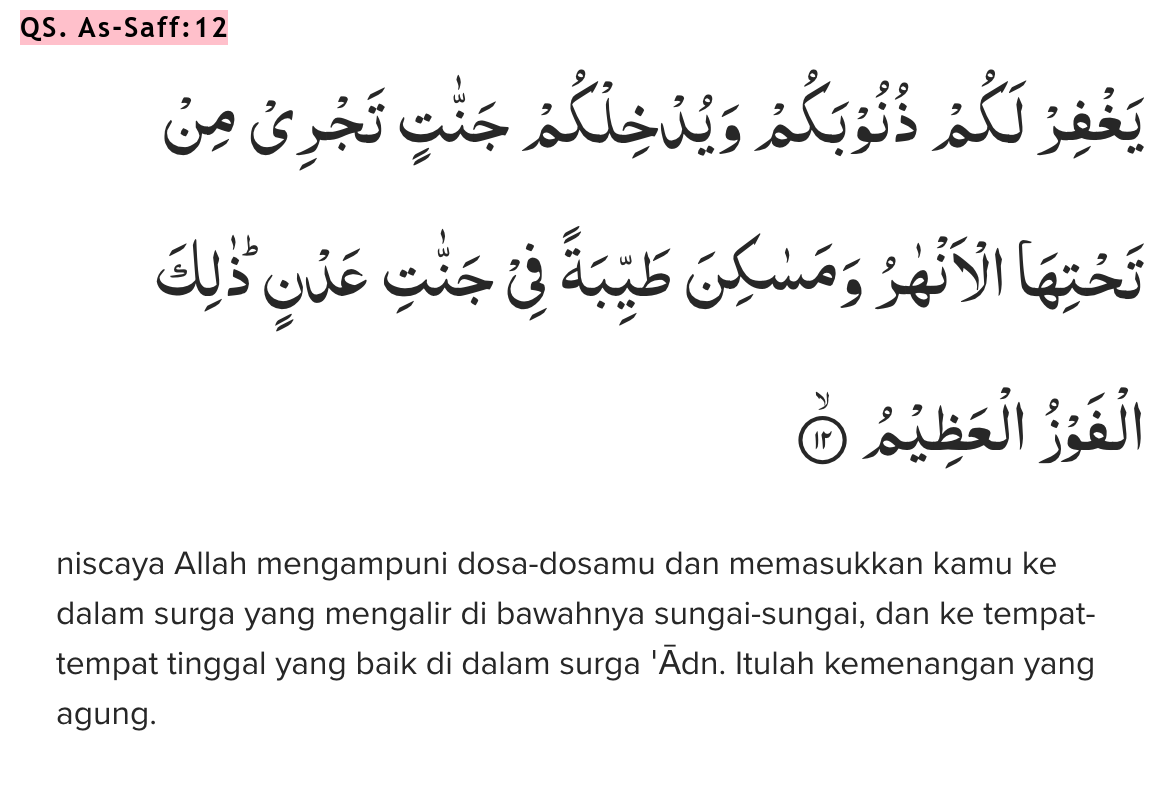 QS. As-Saff:12
يَغْفِرْ لَكُمْ ذُنُوْبَكُمْ وَيُدْخِلْكُمْ جَنّٰتٍ تَجْرِيْ مِنْ
تَحْتِهَا الْاَنْهٰرُ وَمَسٰكِنَ طَيِّبَةً فِيْ جَنّٰتِ عَدْنٍۗ ذٰلِكَ
الْفَوْزُ الْعَظِيْمُۙ ١٢
niscaya Allah mengampuni dosa-dosamu dan memasukkan kamu ke
dalam surga yang mengalir di bawahnya sungai-sungai, dan ke tempat-
tempat tinggal yang baik di dalam surga 'Ādn. Itulah kemenangan yang
agung.